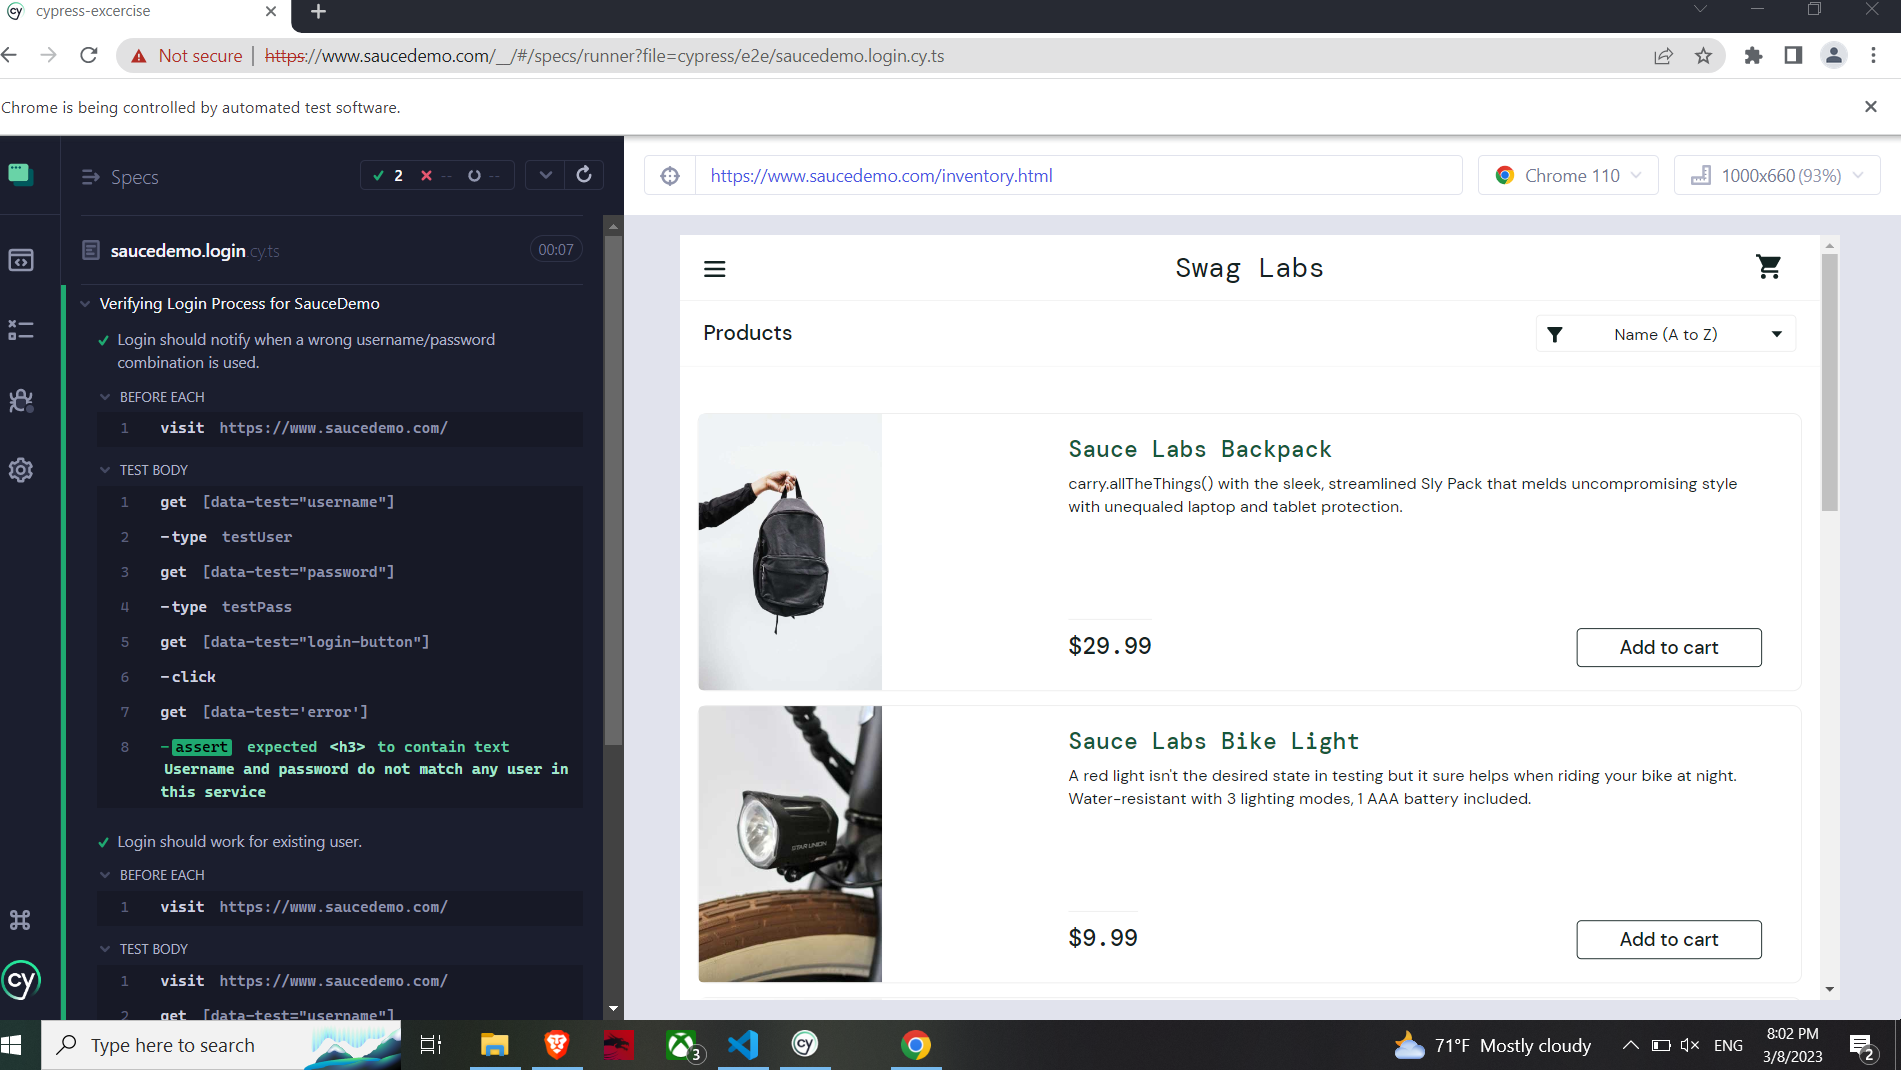 cypress-excercise
Not secure | https://www.saucedemo.com/__/#/specs/runner?file=cypress/e2e/saucedemo.login.cy.ts
Chrome is being controlled by automated test software.
Specs
2 -- --
saucedemo.login.cy.ts 00:07
Verifying Login Process for SauceDemo
Login should notify when a wrong username/password
combination is used.
BEFORE EACH
1 visit https://www.saucedemo.com/
TEST BODY
1 get [data-test="username"]
2 -type testUser
3 get [data-test="password"]
4 -type testPass
5 get [data-test="login-button"]
6 -click
7 get [data-test='error']
8 -assert expected <h3> to contain text
Username and password do not match any user in
this service
Login should work for existing user.
BEFORE EACH
1 visit https://www.saucedemo.com/
TEST BODY
1 visit https://www.saucedemo.com/
2 get [data-test="username"]
cy
https://www.saucedemo.com/inventory.html
Chrome 110
1000x660 (93%)
Swag Labs
Products
Name (A to Z)
Sauce Labs Backpack
carry.allTheThings() with the sleek, streamlined Sly Pack that melds uncompromising style
with unequaled laptop and tablet protection.
$29.99
Add to cart
STAR UNION
Sauce Labs Bike Light
A red light isn't the desired state in testing but it sure helps when riding your bike at night.
Water-resistant with 3 lighting modes, 1 AAA battery included.
$9.99
Add to cart
Type here to search
3
cy
71°F Mostly cloudy
ENG
8:02 PM
3/8/2023
2